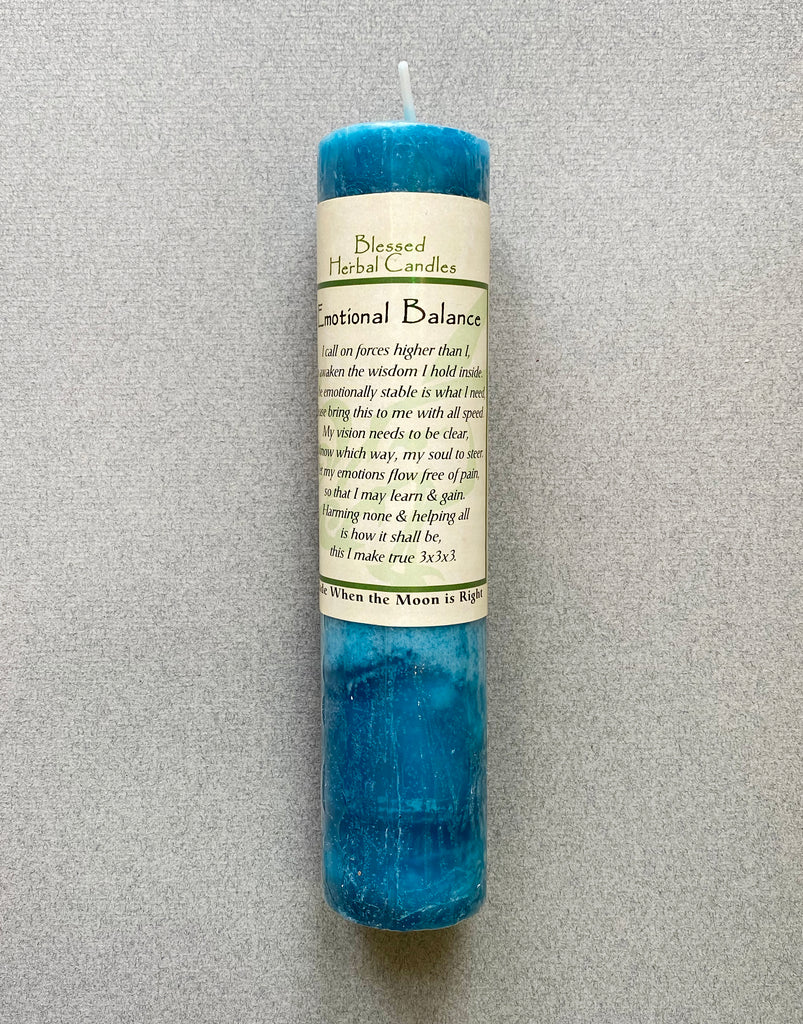 Blessed
Herbal Candles
Emotional Balance
I call on forces higher than I,
awaken the wisdom I hold inside.
emotionally stable is what I need,
bring this to me with all speed.
My vision needs to be clear,
which way, my soul to steer.
my emotions flow free of pain,
so that I may learn & gain.
Harming none & helping all
is how it shall be,
this I make true 3x3x3.
When the Moon is Right